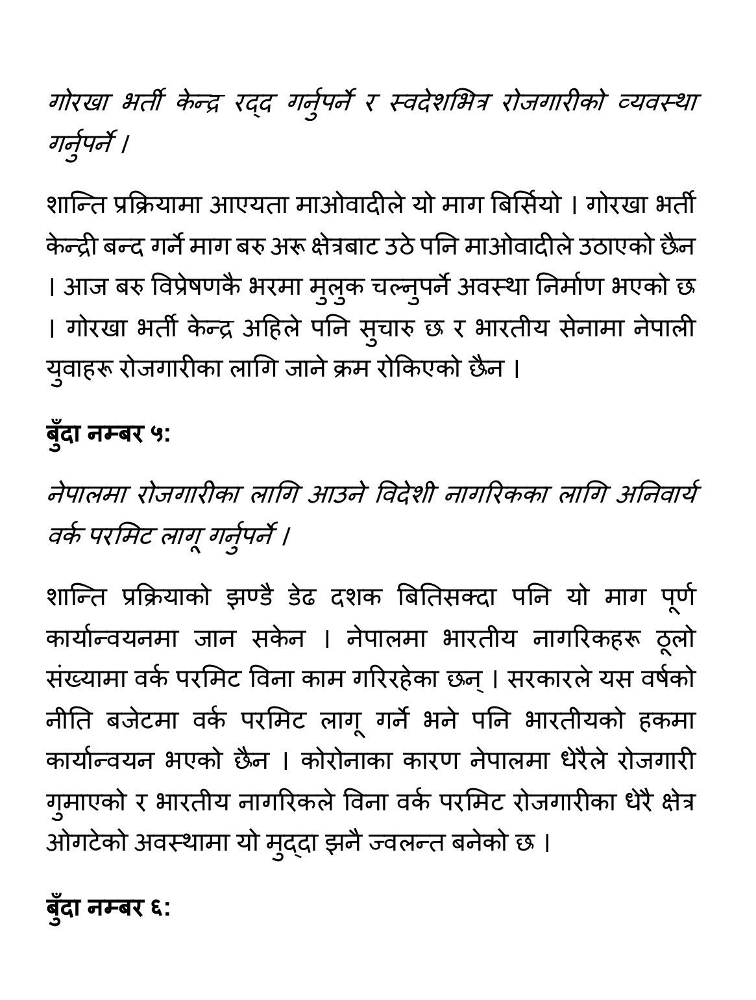 गोरखा भर्ती केन्द्र रद्द गर्नुपर्ने र स्वदेशभित्र रोजगारीको व्यवस्था
गर्नुपर्ने ।
शान्ति प्रक्रियामा आएयता माओवादीले यो माग बिर्सियो । गोरखा भर्ती
केन्द्री बन्द गर्ने माग बरु अरू क्षेत्रबाट उठे पनि माओवादीले उठाएको छैन
। आज बरु विप्रेषणकै भरमा मुलुक चल्नुपर्ने अवस्था निर्माण भएको छ
। गोरखा भर्ती केन्द्र अहिले पनि सुचारु छ र भारतीय सेनामा नेपाली
युवाहरू रोजगारीका लागि जाने क्रम रोकिएको छैन ।
बुँदा नम्बर ५:
नेपालमा रोजगारीका लागि आउने विदेशी नागरिकका लागि अनिवार्य
वर्क परमिट लागू गर्नुपर्ने ।
शान्ति प्रक्रियाको झण्डै डेढ दशक बितिसक्दा पनि यो माग पूर्ण
कार्यान्वयनमा जान सकेन । नेपालमा भारतीय नागरिकहरू ठूलो
संख्यामा वर्क परमिट विना काम गरिरहेका छन् । सरकारले यस वर्षको
नीति बजेटमा वर्क परमिट लागू गर्ने भने पनि भारतीयको हकमा
कार्यान्वयन भएको छैन । कोरोनाका कारण नेपालमा धेरैले रोजगारी
गुमाएको र भारतीय नागरिकले विना वर्क परमिट रोजगारीका धेरै क्षेत्र
ओगटेको अवस्थामा यो मुद्दा झनै ज्वलन्त बनेको छ ।
बुँदा नम्बर ६: